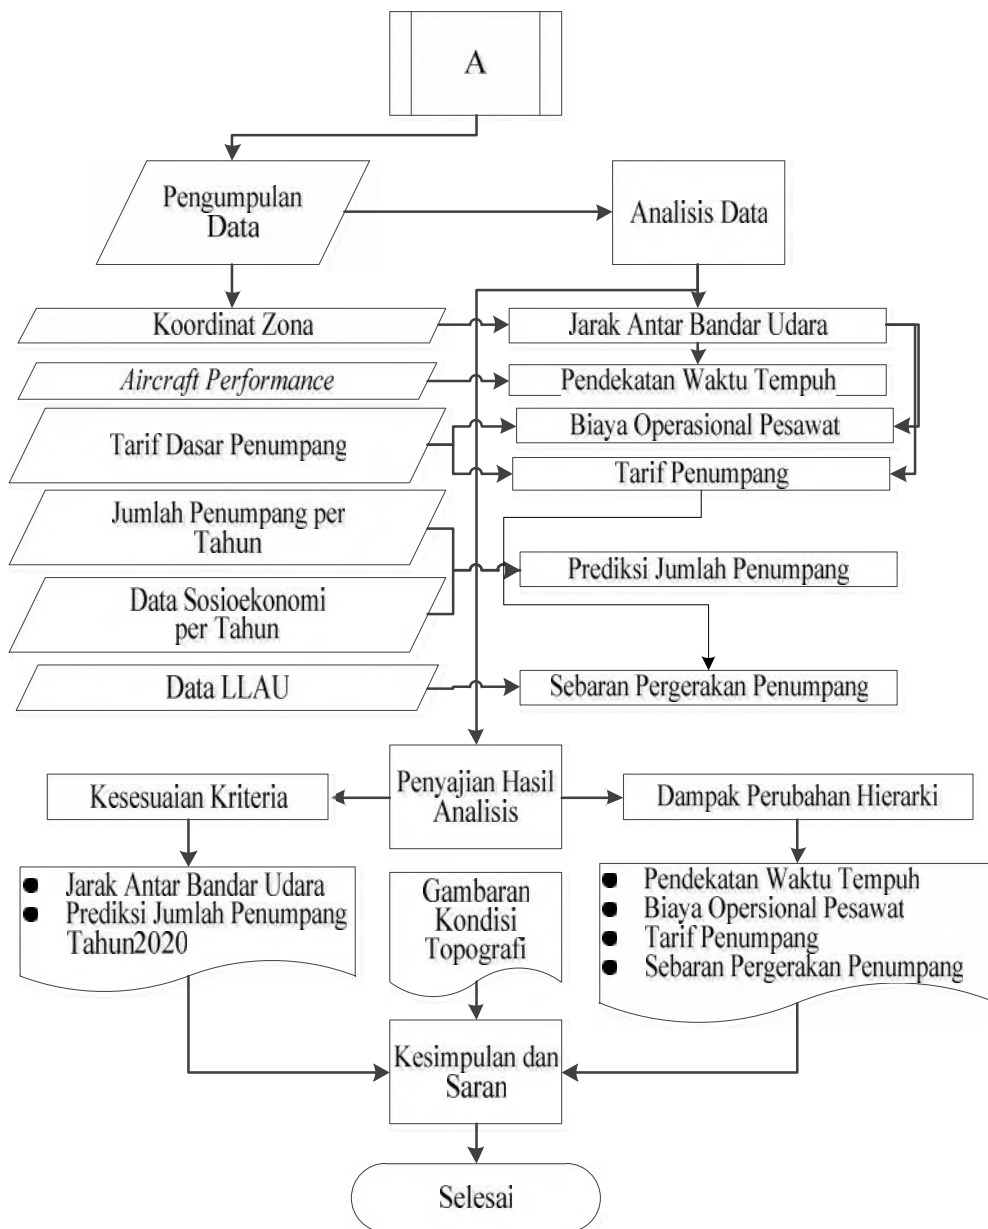 A
Pengumpulan
Data
Analisis Data
Koordinat Zona
Jarak Antar Bandar Udara
Aircraft Performance
Pendekatan Waktu Tempuh
Tarif Dasar Penumpang
Biaya Operasional Pesawat
Tarif Penumpang
Jumlah Penumpang per
Tahun
Prediksi Jumlah Penumpang
Data Sosioekonomi
per Tahun
Data LLAU
Sebaran Pergerakan Penumpang
Penyajian Hasil
Analisis
Kesesuaian Kriteria
Dampak Perubahan Hierarki
● Jarak Antar Bandar Udara
● Prediksi Jumlah Penumpang
Tahun2020
Gambaran
Kondisi
Topografi
● Pendekatan Waktu Tempuh
● Biaya Opersional Pesawat
● Tarif Penumpang
● Sebaran Pergerakan Penumpang
Kesimpulan dan
Saran
Selesai